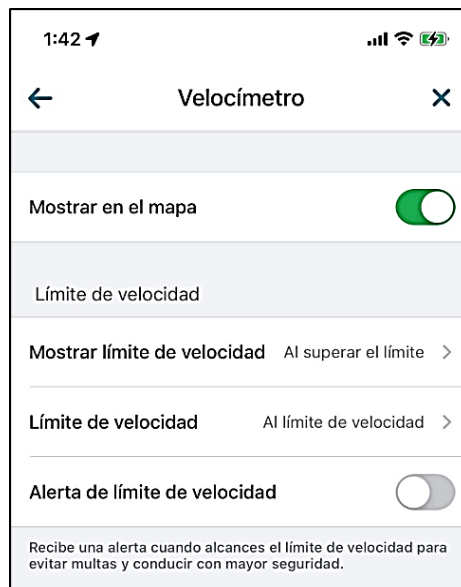 1:42
Velocímetro
Mostrar en el mapa
Límite de velocidad
Mostrar límite de velocidad Al superar el límite
Límite de velocidad Al límite de velocidad
Alerta de límite de velocidad
Recibe una alerta cuando alcances el límite de velocidad para
evitar multas y conducir con mayor seguridad.